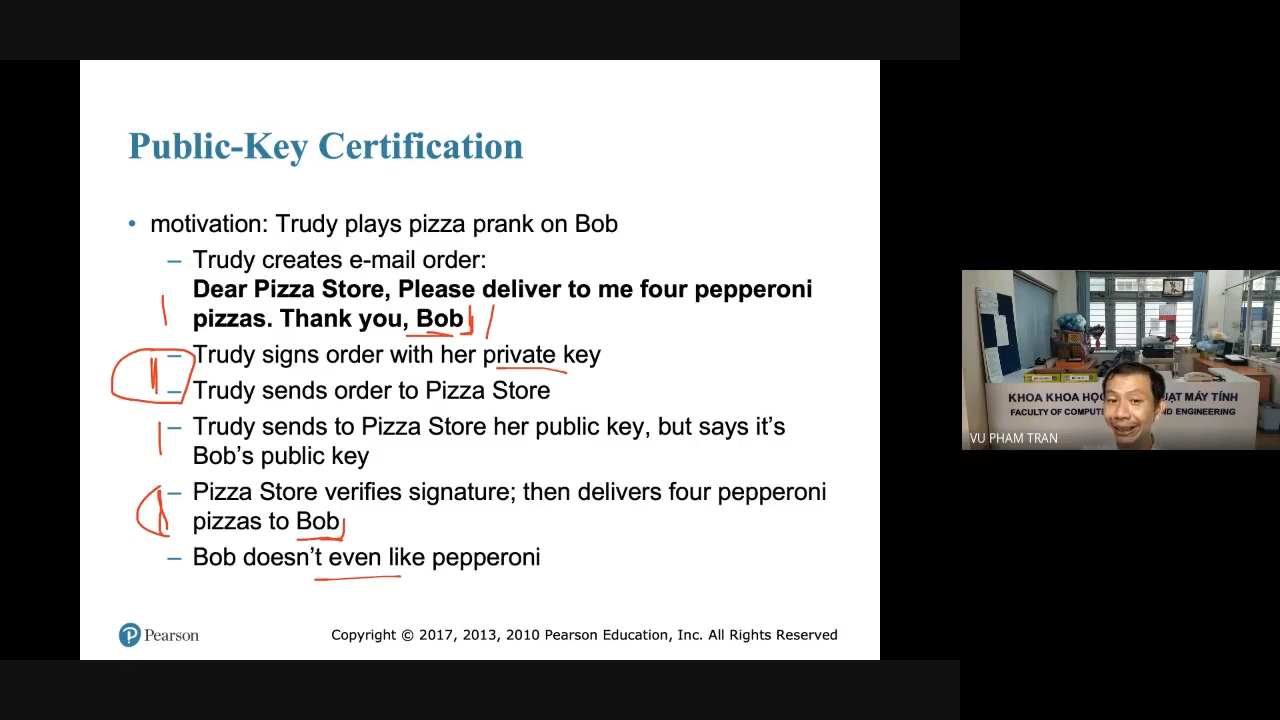 Public-Key Certification
• motivation: Trudy plays pizza prank on Bob
– Trudy creates e-mail order:
Dear Pizza Store, Please deliver to me four pepperoni
pizzas. Thank you, Bob
– Trudy signs order with her private key
– Trudy sends order to Pizza Store
– Trudy sends to Pizza Store her public key, but says it’s
Bob’s public key
– Pizza Store verifies signature; then delivers four pepperoni
pizzas to Bob
– Bob doesn’t even like pepperoni
Pearson
Copyright © 2017, 2013, 2010 Pearson Education, Inc. All Rights Reserved
KHOA KHOA HỌC UẬT MÁY TÍNH
FACULTY OF COMPUTE ND ENGINEERING
VU PHAM TRAN